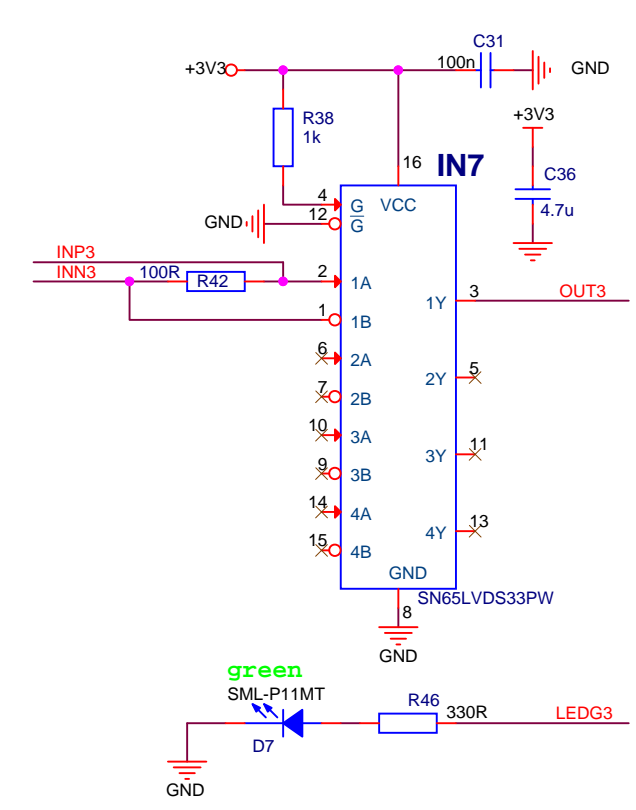 C31
+3V3
100n
GND
R38
1k
+3V3
16
IN7
C36
4.7u
4
G
VCC
GND
12
G
INP3
INN3
100R
R42
2
1A
3
OUT3
1Y
1
1B
6
2A
5
2Y
7
2B
10
3A
11
3Y
9
3B
14
4A
13
4Y
15
4B
GND
SN65LVDS33PW
8
GND
green
SML-P11MT
R46
330R
LEDG3
D7
GND